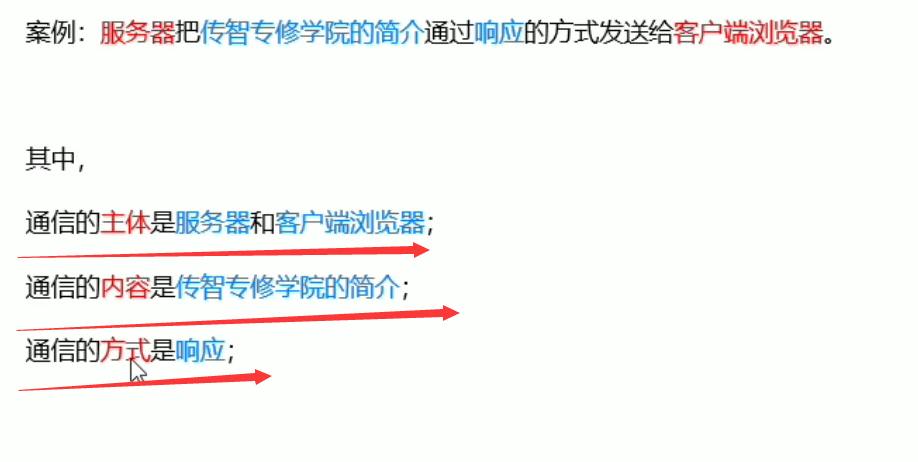 案例：服务器把传智专修学院的简介通过响应的方式发送给客户端浏览器。
其中，
通信的主体是服务器和客户端浏览器；
通信的内容是传智专修学院的简介；
通信的方式是响应；